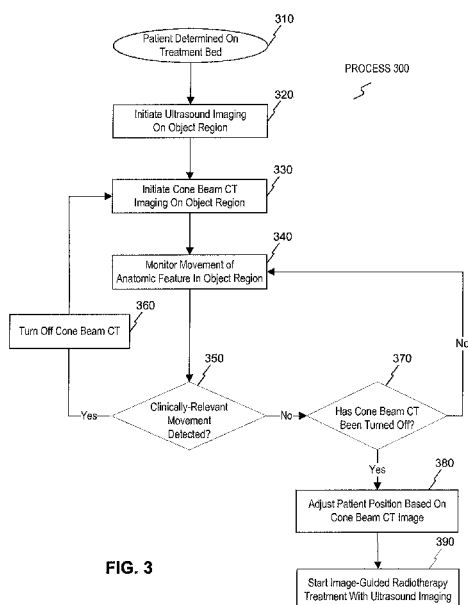 310
Patient Determined On
Treatment Bed
PROCESS 300
320
Initiate Ultrasound Imaging
On Object Region
330
Initiate Cone Beam CT
Imaging On Object Region
340
Monitor Movement of
Anatomic Feature In Object Region
360
Turn Off Cone Beam CT
No
350
370
Clinically-Relevant
Movement
Detected?
Yes
No
Has Cone Beam CT
Been Turned Off?
Yes
380
Adjust Patient Position Based On
Cone Beam CT Image
390
FIG. 3
Start Image-Guided Radiotherapy
Treatment With Ultrasound Imaging